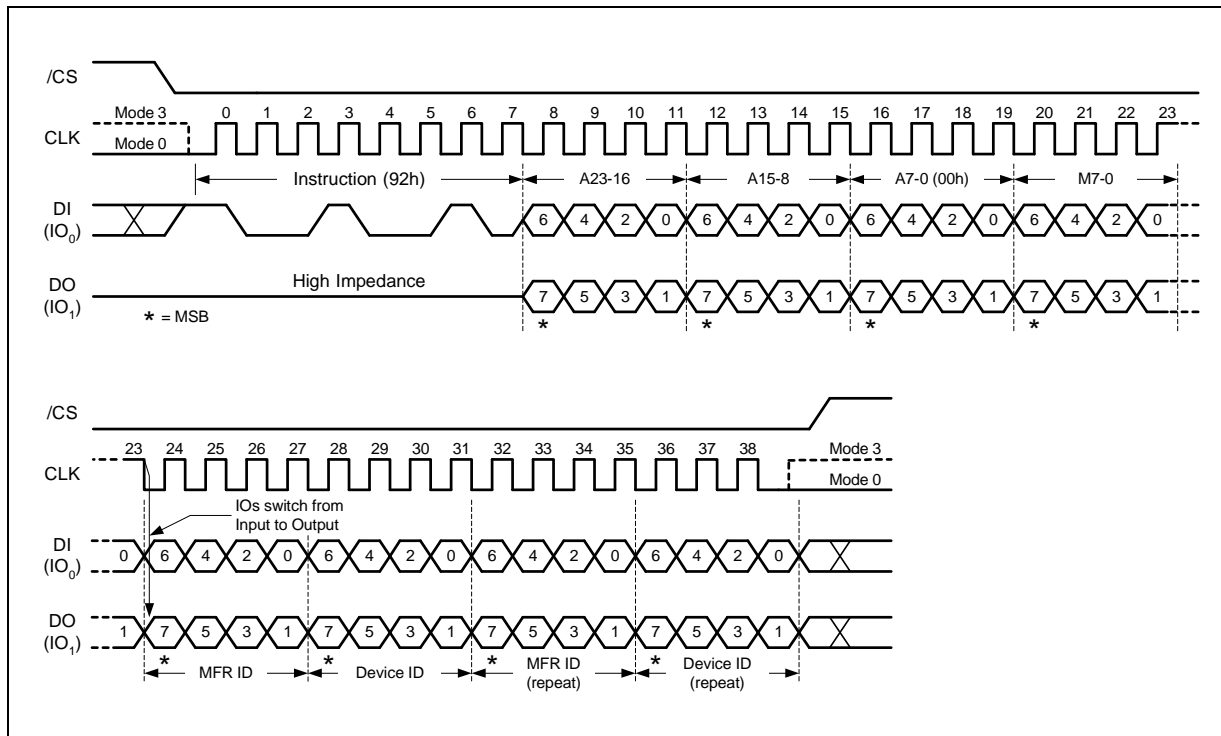 /CS
Mode 3
0 1 2 3 4 5 6 7 8 9 10 11 12 13 14 15 16 17 18 19 20 21 22 23
CLK
Mode 0
Instruction (92h) A23-16 A15-8 A7-0 (00h) M7-0
DI
(IO0)
6 4 2 0 6 4 2 0 6 4 2 0 6 4 2 0
High Impedance
DO
(IO1)
7 5 3 1 7 5 3 1 7 5 3 1 7 5 3 1
* = MSB
* * * *
/CS
23 24 25 26 27 28 29 30 31 32 33 34 35 36 37 38
Mode 3
CLK
Mode 0
IOs switch from
Input to Output
DI
(IO0)
0 6 4 2 0 6 4 2 0 6 4 2 0 6 4 2 0
DO
(IO1)
1 7 5 3 1 7 5 3 1 7 5 3 1 7 5 3 1
* * * *
MFR ID Device ID MFR ID
(repeat)
Device ID
(repeat)